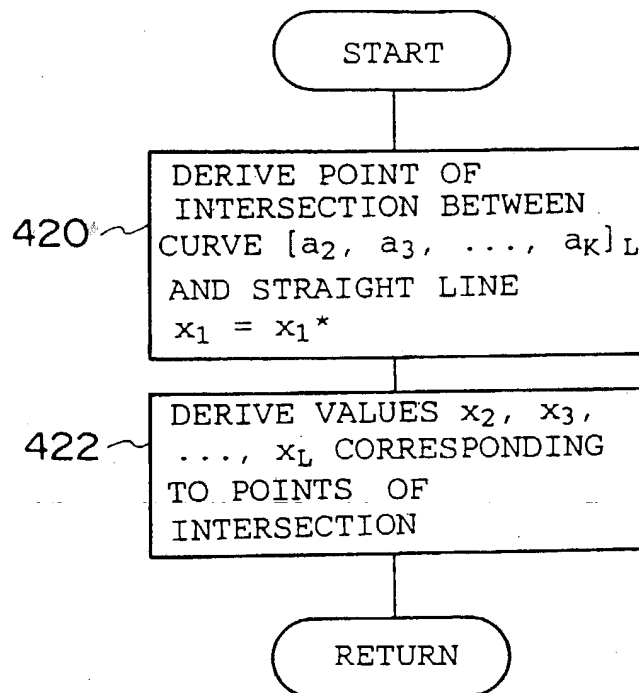 START
DERIVE POINT OF
INTERSECTION BETWEEN
420 CURVE [a₂, a₃, ..., aₖ]L
AND STRAIGHT LINE
x₁ = x₁*
DERIVE VALUES x₂, x₃,
422 ..., xL CORRESPONDING
TO POINTS OF
INTERSECTION
RETURN